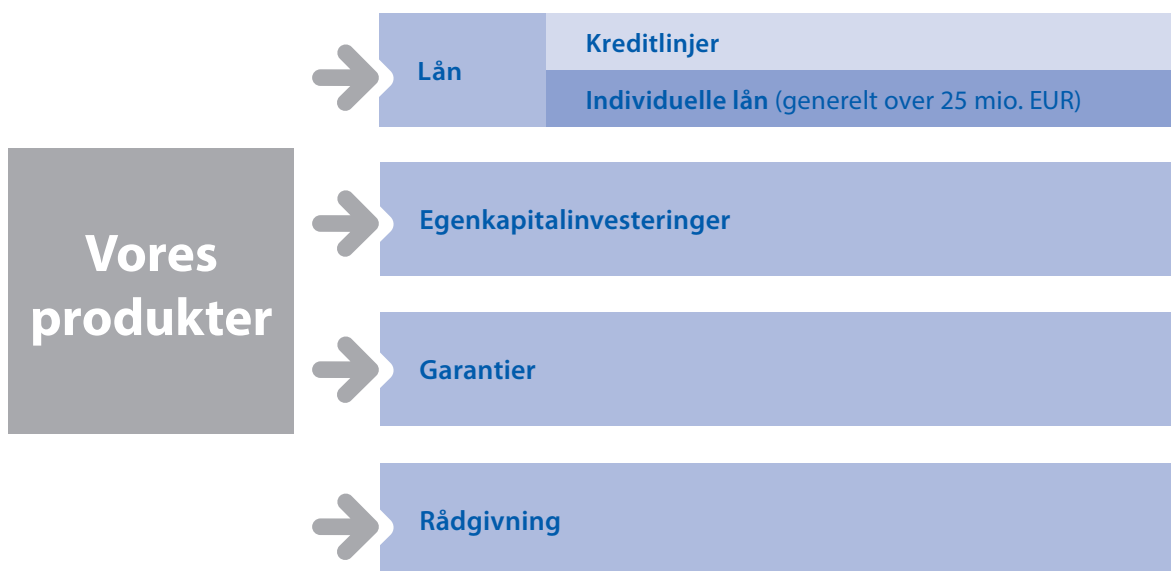 Vores
produkter
Lån
Kreditlinjer
Individuelle lån (generelt over 25 mio. EUR)
Egenkapitalinvesteringer
Garantier
Rådgivning